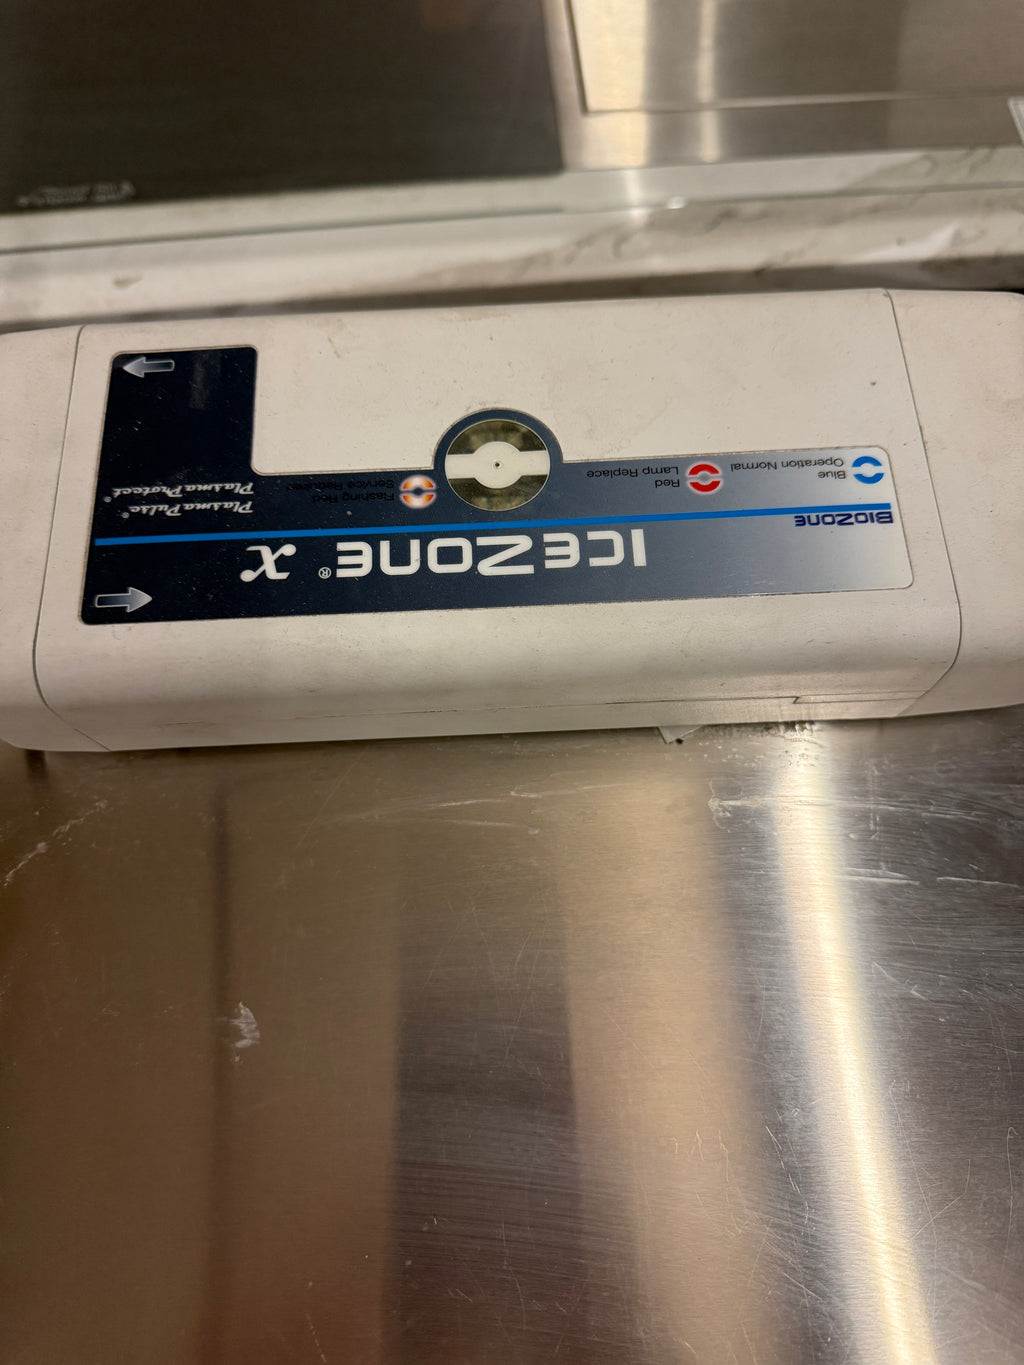 BIOZONE
ICEZONE® x
Blue
Operation Normal
Red
Lamp Replace
Flashing Red
Service Required
Plasma Pulse®
Plasma Protect®